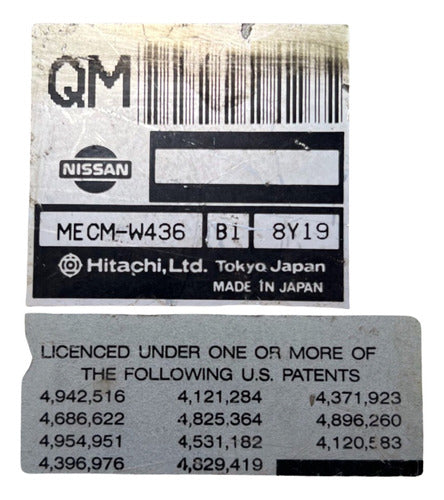 QM
NISSAN
MECM-W436 B1 8Y19
Hitachi, Ltd. Tokyo Japan
MADE IN JAPAN
LICENCED UNDER ONE OR MORE OF
THE FOLLOWING U.S. PATENTS
4,942,516 4,121,284 4,371,923
4,686,622 4,825,364 4,896,260
4,954,951 4,531,182 4,120,583
4,396,976 4,829,419